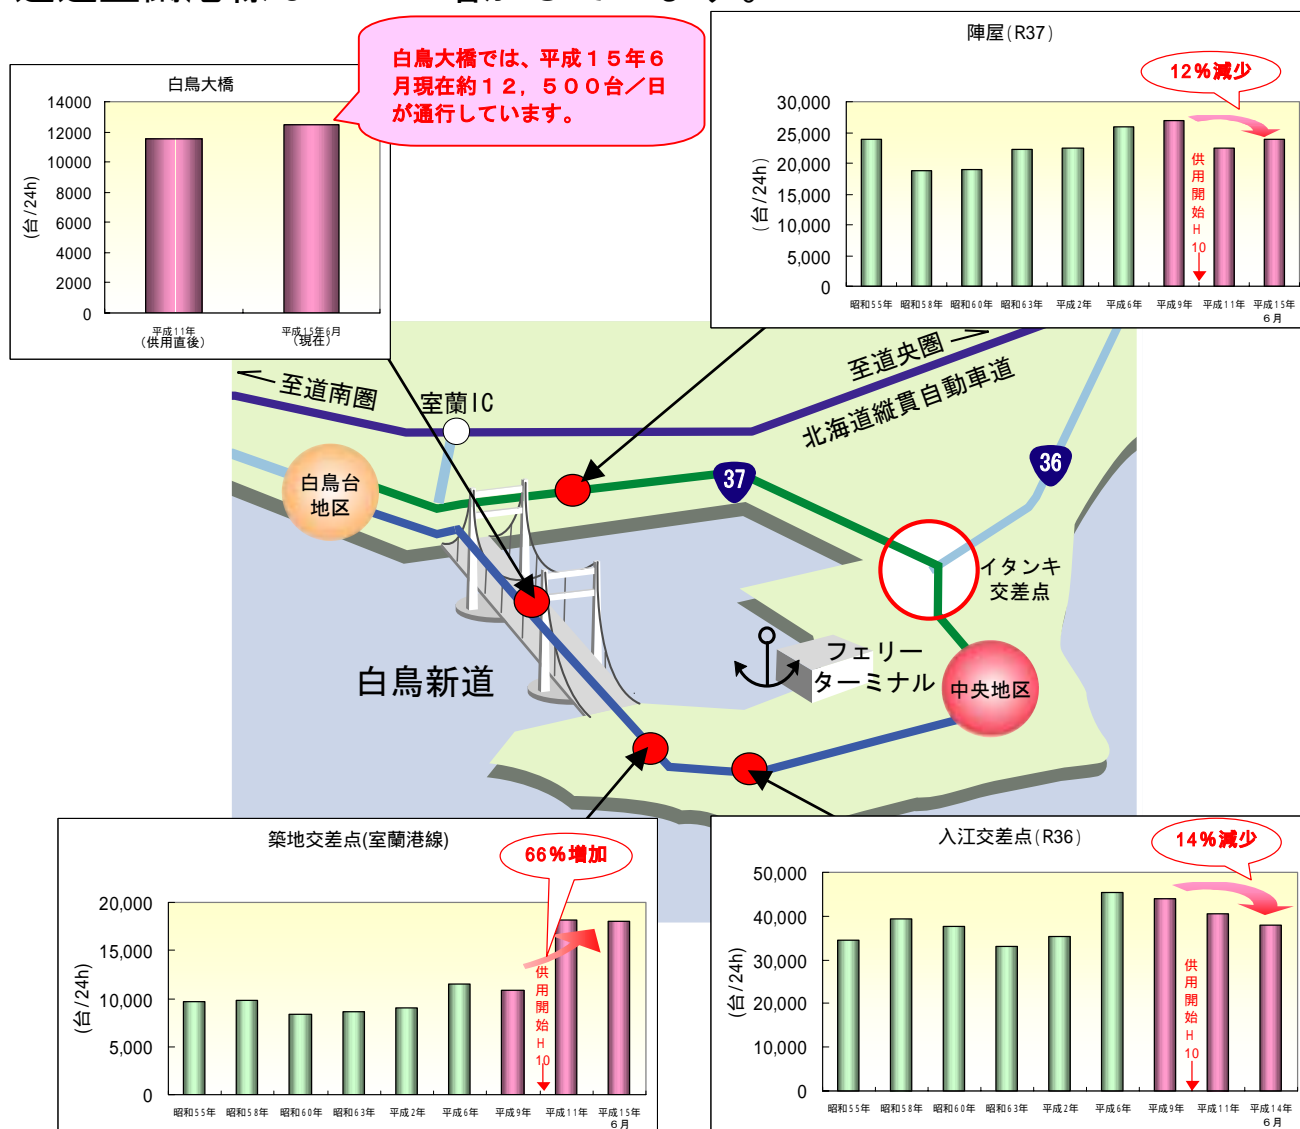 白鳥大橋では、平成15年6
月現在約12，500台／日
が通行しています。
白鳥大橋
(台/24h)
14000
12000
10000
8000
6000
4000
2000
0
平成11年
(供用直後)
平成15年6月
(現在)
陣屋(R37)
12%減少
(台/24h)
30,000
25,000
20,000
15,000
10,000
5,000
0
供用開始H10
昭和55年 昭和58年 昭和60年 昭和63年 平成2年 平成6年 平成9年 平成11年 平成15年
6月
至道南圏
室蘭IC
至道央圏
北海道縦貫自動車道
37
36
白鳥台
地区
イタンキ
交差点
白鳥新道
フェリー
ターミナル
中央地区
築地交差点(室蘭港線)
66%増加
(台/24h)
20,000
15,000
10,000
5,000
0
供用開始H10
昭和55年 昭和58年 昭和60年 昭和63年 平成2年 平成6年 平成9年 平成11年 平成15年
6月
入江交差点(R36)
14%減少
(台/24h)
50,000
40,000
30,000
20,000
10,000
0
供用開始H10
昭和55年 昭和58年 昭和60年 昭和63年 平成2年 平成6年 平成9年 平成11年 平成14年
6月